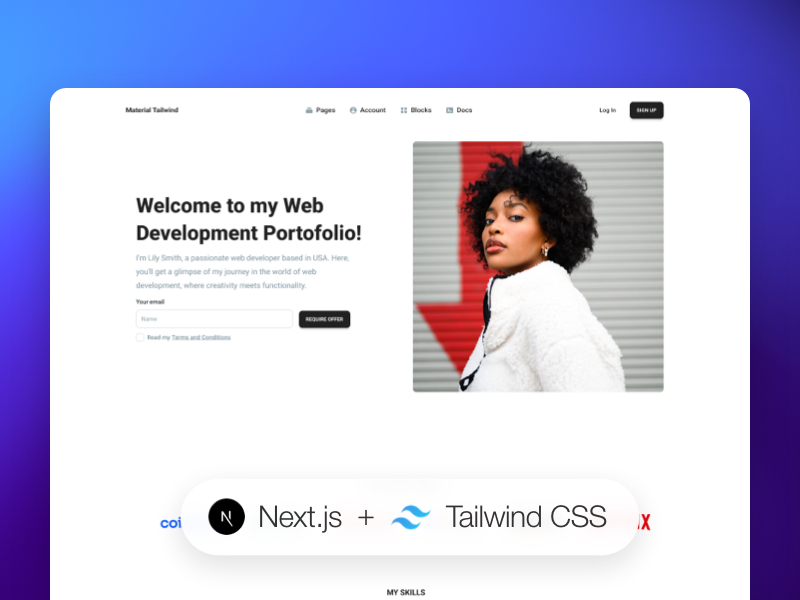 Material Tailwind
Pages
Account
Blocks
Docs
Log In
SIGN UP
Welcome to my Web
Development Portofolio!
I'm Lily Smith, a passionate web developer based in USA. Here,
you'll get a glimpse of my journey in the world of web
development, where creativity meets functionality.
Your email
Name
REQUIRE OFFER
Read my Terms and Conditions
coi
N
Next.js + Tailwind CSS
X
MY SKILLS